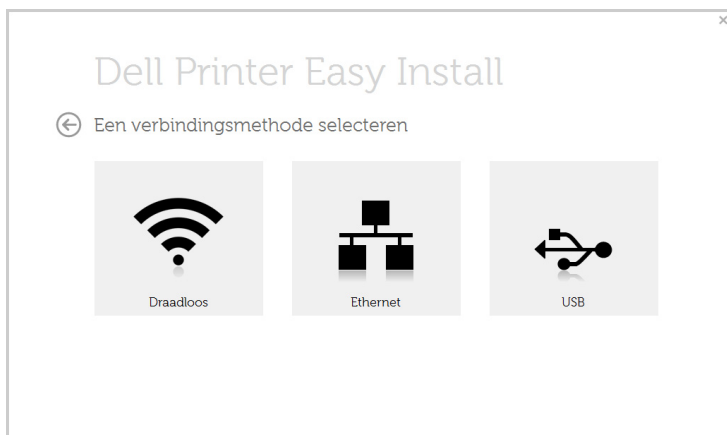 Dell Printer Easy Install
Een verbindingsmethode selecteren
Draadloos
Ethernet
USB